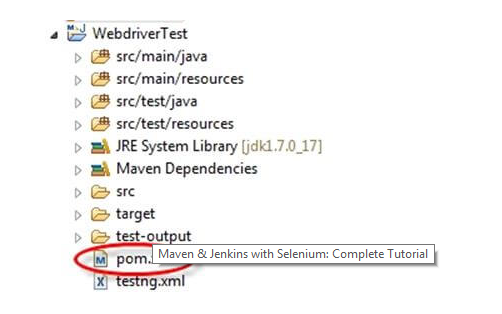 WebdriverTest
src/main/java
src/main/resources
src/test/java
src/test/resources
JRE System Library [jdk1.7.0_17]
Maven Dependencies
src
target
test-output
pom. Maven & Jenkins with Selenium: Complete Tutorial
testng.xml